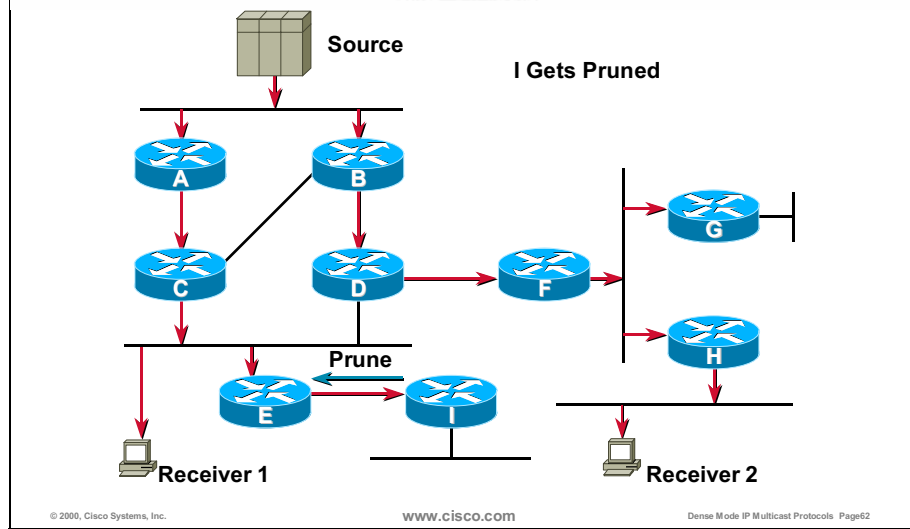 Source
I Gets Pruned
A
B
G
C
D
F
H
Prune
E
I
Receiver 1
Receiver 2
© 2000, Cisco Systems, Inc.
www.cisco.com
Dense Mode IP Multicast Protocols Page62